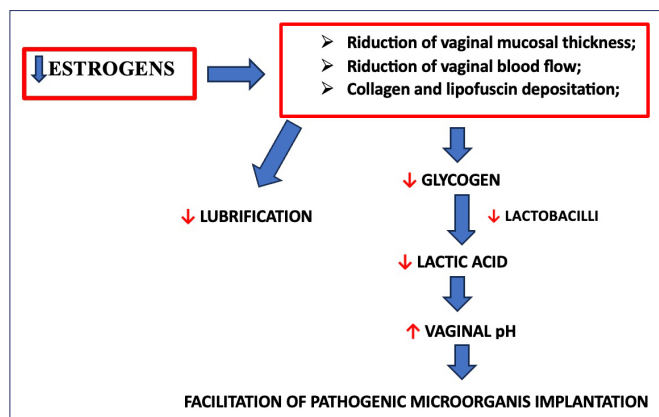 ESTROGENS
Riduction of vaginal mucosal thickness;
Riduction of vaginal blood flow;
Collagen and lipofuscin depositation;
GLYCOGEN
LUBRIFICATION
LACTOBACILLI
LACTIC ACID
VAGINAL pH
FACILITATION OF PATHOGENIC MICROORGANIS IMPLANTATION